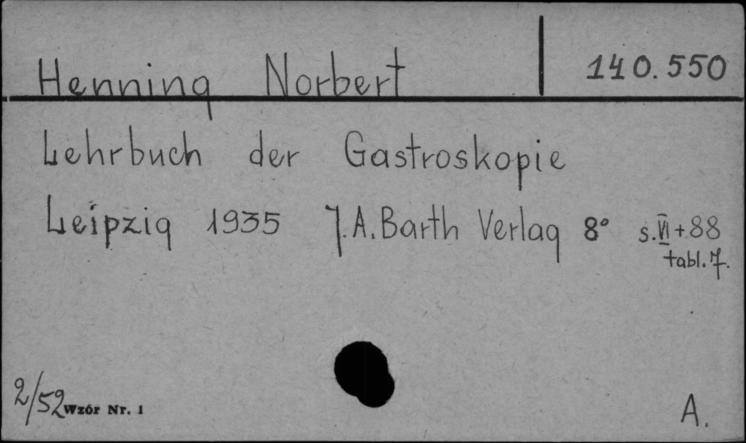 Henning Norbert 140.550
Lehrbuch der Gastroskopie
Leipzig 1935 J.A. Barth Verlag 8° s. VI + 88
tabl. 7.
2/52 Wzór Nr. 1
A.